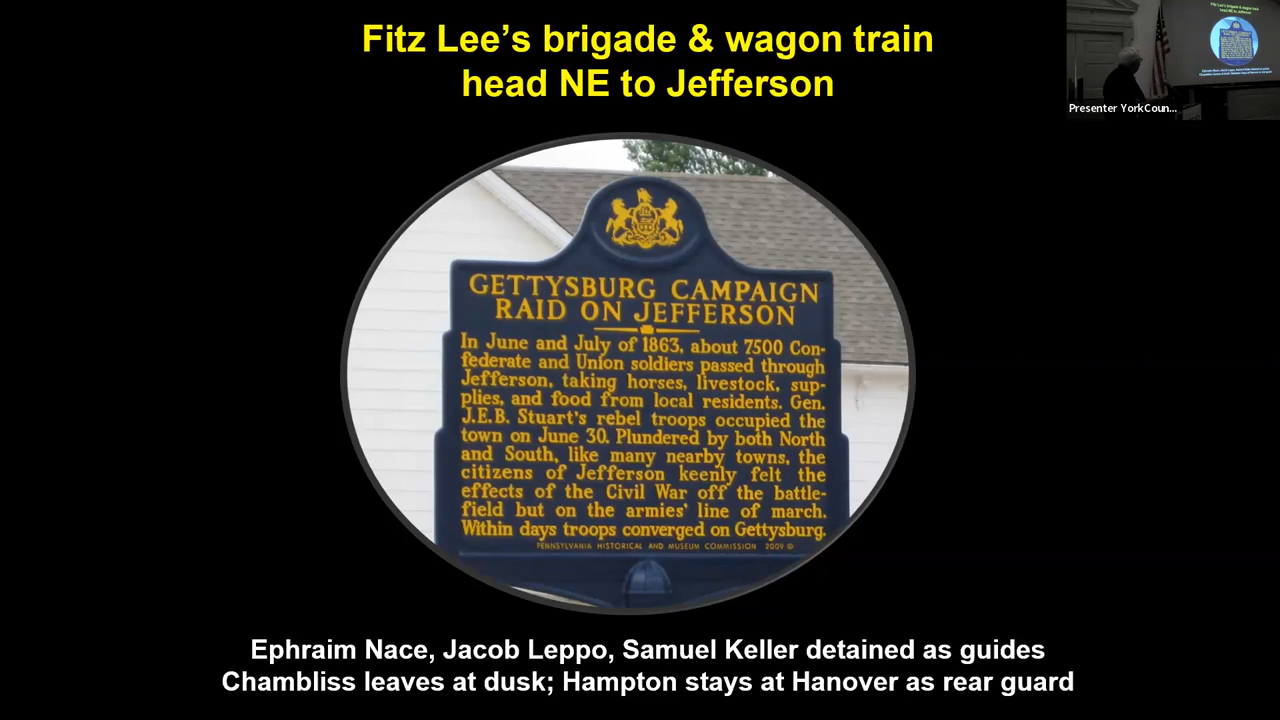 Fitz Lee's brigade & wagon train
head NE to Jefferson
Presenter YorkCoun...
GETTYSBURG CAMPAIGN
RAID ON JEFFERSON
In June and July of 1863, about 7500 Con-
federate and Union soldiers passed through
Jefferson, taking horses, livestock, sup-
plies, and food from local residents. Gen.
J.E.B. Stuart's rebel troops occupied the
town on June 30. Plundered by both North
and South, like many nearby towns, the
citizens of Jefferson keenly felt the
effects of the Civil War off the battle-
field but on the armies' line of march.
Within days troops converged on Gettysburg.
PENNSYLVANIA HISTORICAL AND MUSEUM COMMISSION 2009 ©
Ephraim Nace, Jacob Leppo, Samuel Keller detained as guides
Chambliss leaves at dusk; Hampton stays at Hanover as rear guard